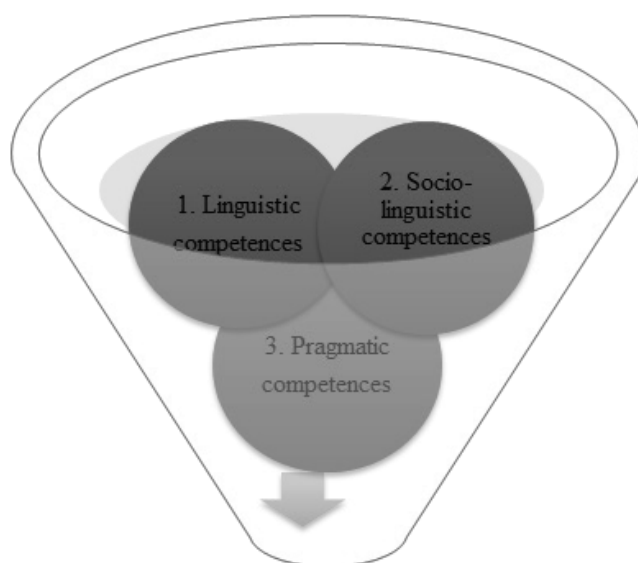 1. Linguistic
competences
2. Socio-
linguistic
competences
3. Pragmatic
competences